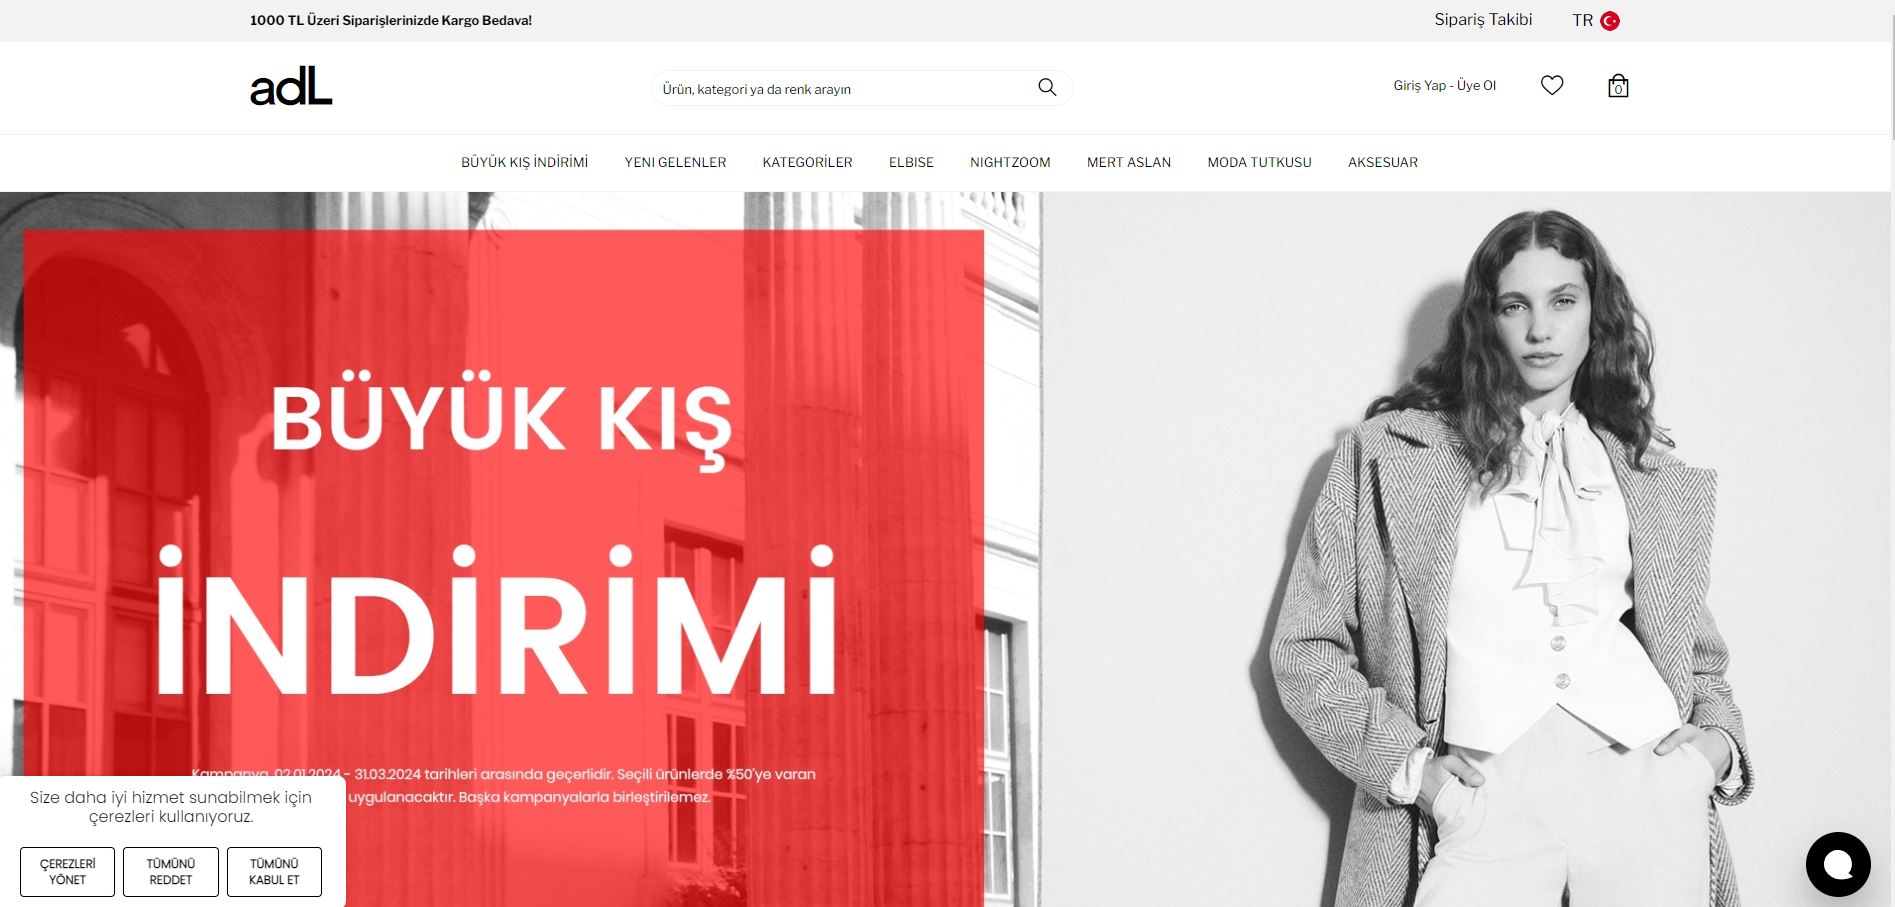 1000 TL Üzeri Siparişlerinizde Kargo Bedava!
Sipariş Takibi
TR
adL
Ürün, kategori ya da renk arayın
Giriş Yap - Üye Ol
0
BÜYÜK KIŞ İNDİRİMİ
YENI GELENLER
KATEGORİLER
ELBISE
NIGHTZOOM
MERT ASLAN
MODA TUTKUSU
AKSESUAR
BÜYÜK KIŞ
İNDİRİMİ
Kampanya, 02.01.2024 - 31.03.2024 tarihleri arasında geçerlidir. Seçili ürünlerde %50'ye varan
uygulanacaktır. Başka kampanyalarla birleştirilemez.
Size daha iyi hizmet sunabilmek için
çerezleri kullanıyoruz.
ÇEREZLERİ
YÖNET
TÜMÜNÜ
REDDET
TÜMÜNÜ
KABUL ET